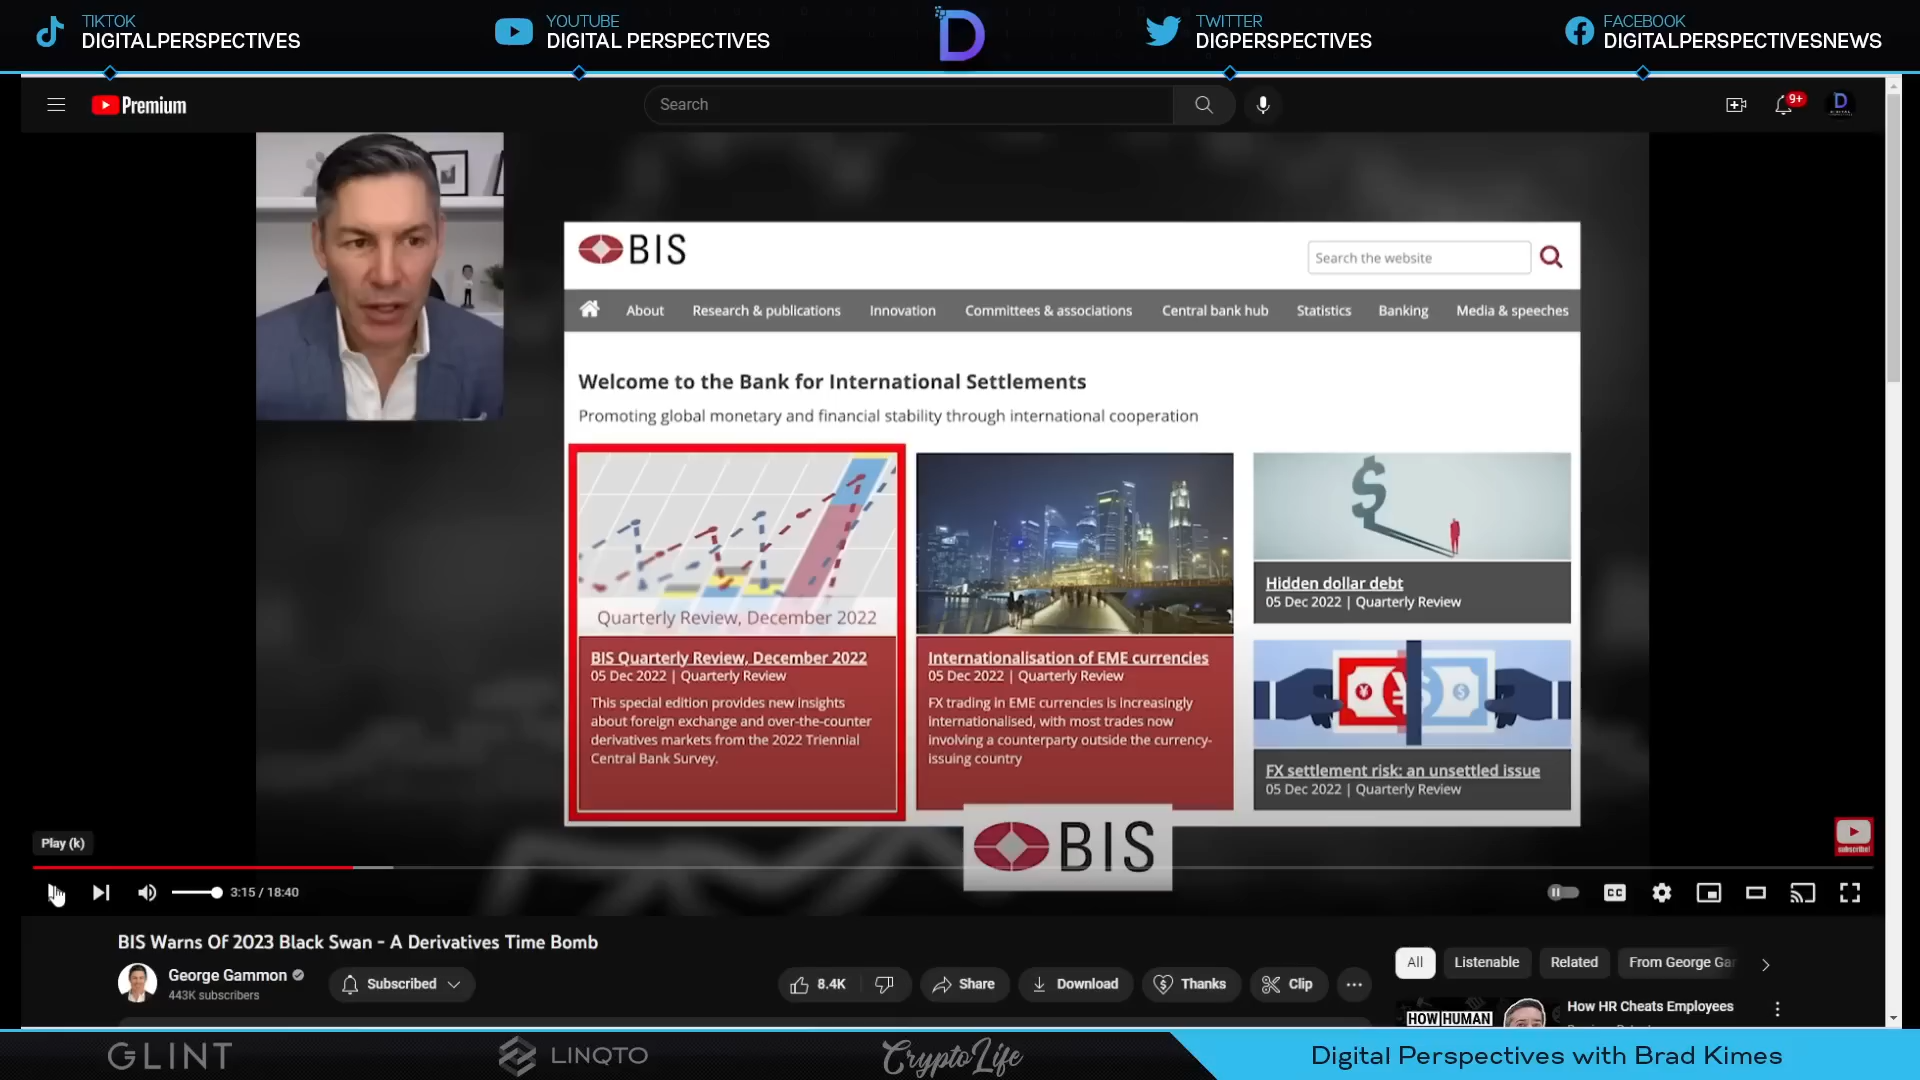 TIKTOK
DIGITALPERSPECTIVES
YOUTUBE
DIGITAL PERSPECTIVES
D
TWITTER
DIGPERSPECTIVES
FACEBOOK
DIGITALPERSPECTIVESNEWS
Premium
Search
9+
D
BIS
Search the website
About
Research & publications
Innovation
Committees & associations
Central bank hub
Statistics
Banking
Media & speeches
Welcome to the Bank for International Settlements
Promoting global monetary and financial stability through international cooperation
Quarterly Review, December 2022
BIS Quarterly Review, December 2022
05 Dec 2022 | Quarterly Review
This special edition provides new insights
about foreign exchange and over-the-counter
derivatives markets from the 2022 Triennial
Central Bank Survey.
Internationalisation of EME currencies
05 Dec 2022 | Quarterly Review
FX trading in EME currencies is increasingly
internationalised, with most trades now
involving a counterparty outside the currency-
issuing country
Hidden dollar debt
05 Dec 2022 | Quarterly Review
FX settlement risk: an unsettled issue
05 Dec 2022 | Quarterly Review
BIS
subscribe!
Play (k)
3:15 / 18:40
CC
BIS Warns Of 2023 Black Swan - A Derivatives Time Bomb
George Gammon
443K subscribers
Subscribed
8.4K
Share
Download
Thanks
Clip
All
Listenable
Related
From George Gar
HOW HUMAN
How HR Cheats Employees
GLINT
LINQTO
CryptoLife
Digital Perspectives with Brad Kimes